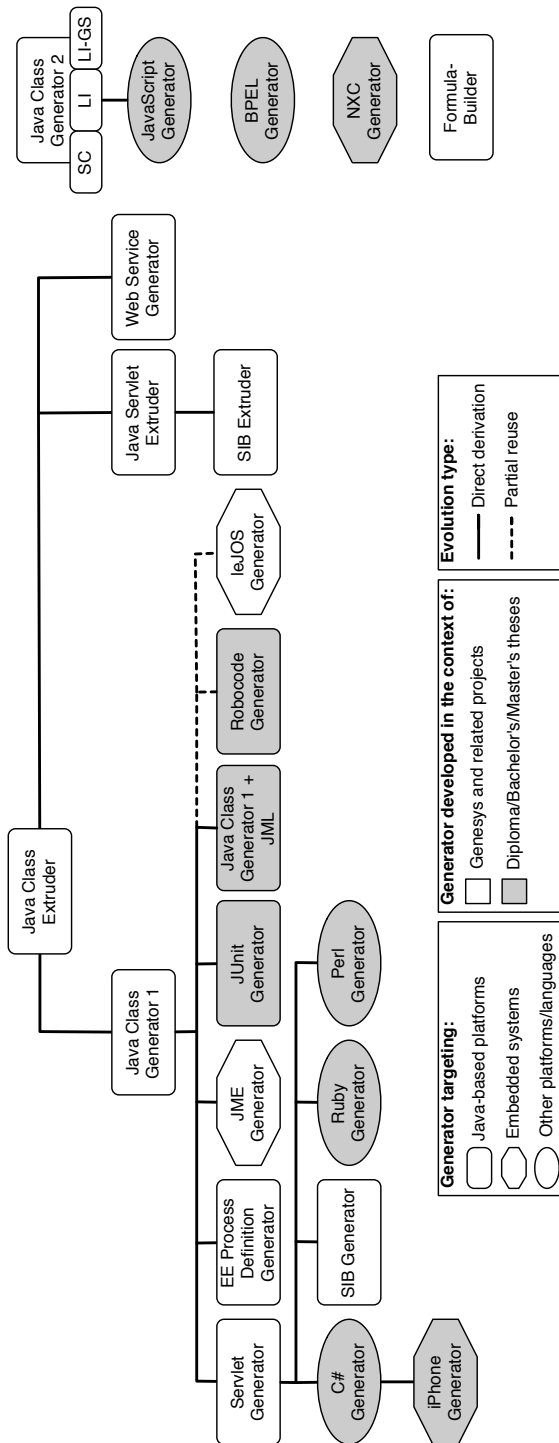 Java Class
Extruder
Java Class
Generator 1
Java Servlet
Extruder
Web Service
Generator
Servlet
Generator
EE Process
Definition
Generator
JME
Generator
JUnit
Generator
Java Class
Generator 1 +
JML
Robocode
Generator
leJOS
Generator
SIB Extruder
C#
Generator
SIB Generator
Ruby
Generator
Perl
Generator
iPhone
Generator
Java Class
Generator 2
SC
LI
LI-GS
JavaScript
Generator
BPEL
Generator
NXC
Generator
Formula-
Builder
Generator targeting:
Java-based platforms
Embedded systems
Other platforms/languages
Generator developed in the context of:
Genesys and related projects
Diploma/Bachelor's/Master's theses
Evolution type:
Direct derivation
Partial reuse